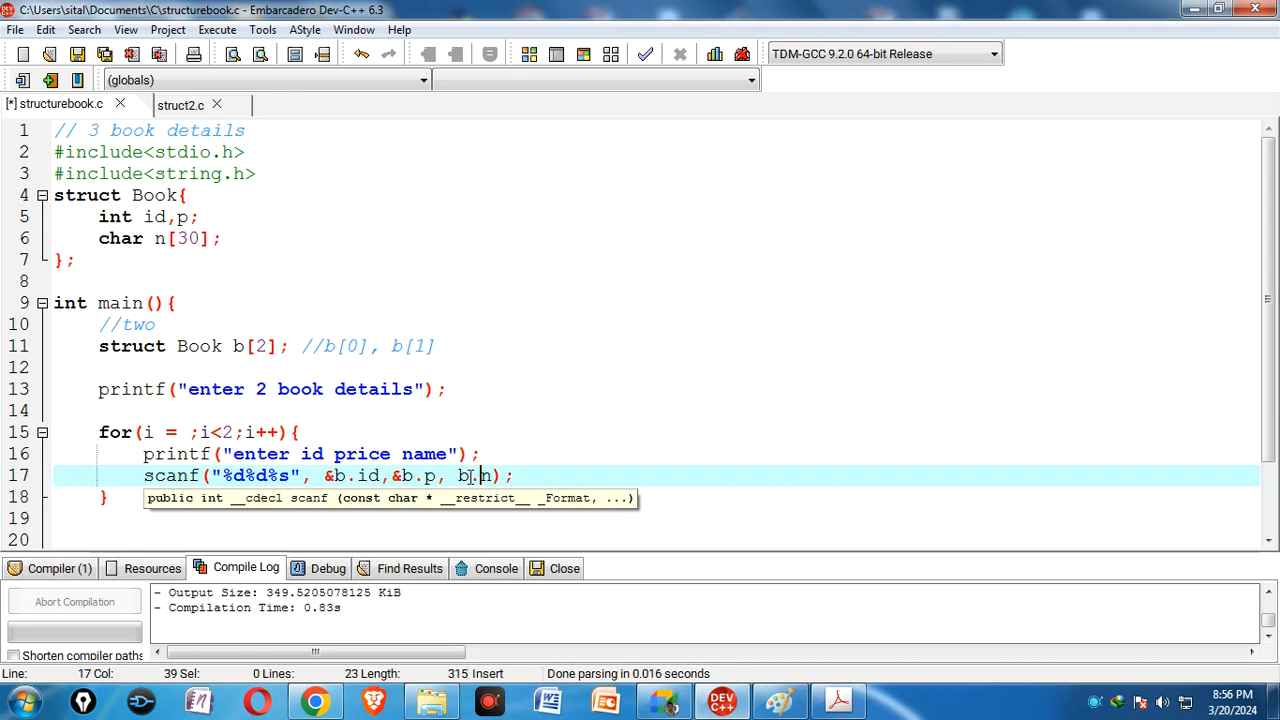 C:\Users\sital\Documents\C\structurebook.c - Embarcadero Dev-C++ 6.3
File Edit Search View Project Execute Tools AStyle Window Help
TDM-GCC 9.2.0 64-bit Release
(globals)
[*] structurebook.c struct2.c
1 // 3 book details
2 #include<stdio.h>
3 #include<string.h>
4 struct Book{
5 int id,p;
6 char n[30];
7 };
8
9 int main(){
10 //two
11 struct Book b[2]; //b[0], b[1]
12
13 printf("enter 2 book details");
14
15 for(i = ;i<2;i++){
16 printf("enter id price name");
17 scanf("%d%d%s", &b.id,&b.p, b.n);
18 }
public int __cdecl scanf (const char * __restrict__ _Format, ...)
19
20
Compiler (1) Resources Compile Log Debug Find Results Console Close
Abort Compilation
- Output Size: 349.5205078125 KiB
- Compilation Time: 0.83s
Shorten compiler paths
Line: 17 Col: 39 Sel: 0 Lines: 23 Length: 315 Insert Done parsing in 0.016 seconds
8:56 PM
3/20/2024